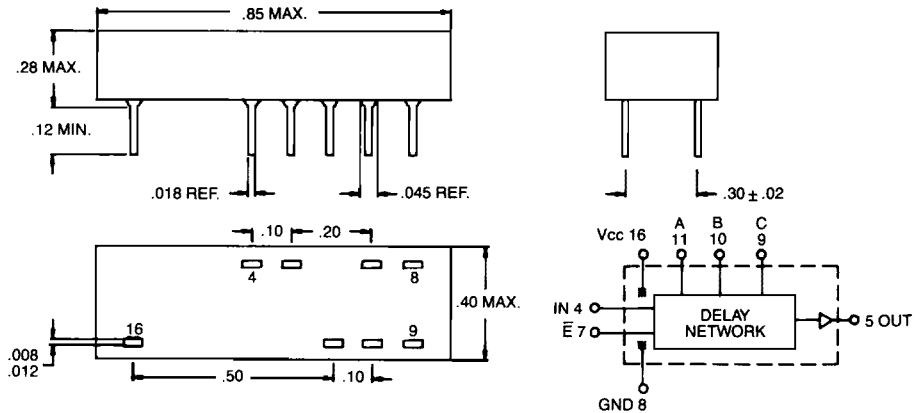 .85 MAX.
.28 MAX.
.12 MIN.
.018 REF.
.045 REF.
.30 ± .02
.10
.20
4
8
.40 MAX.
16
9
.008
.012
.50
.10
A
B
C
Vcc 16
11
10
9
IN 4
E̅ 7
DELAY
NETWORK
5 OUT
GND 8